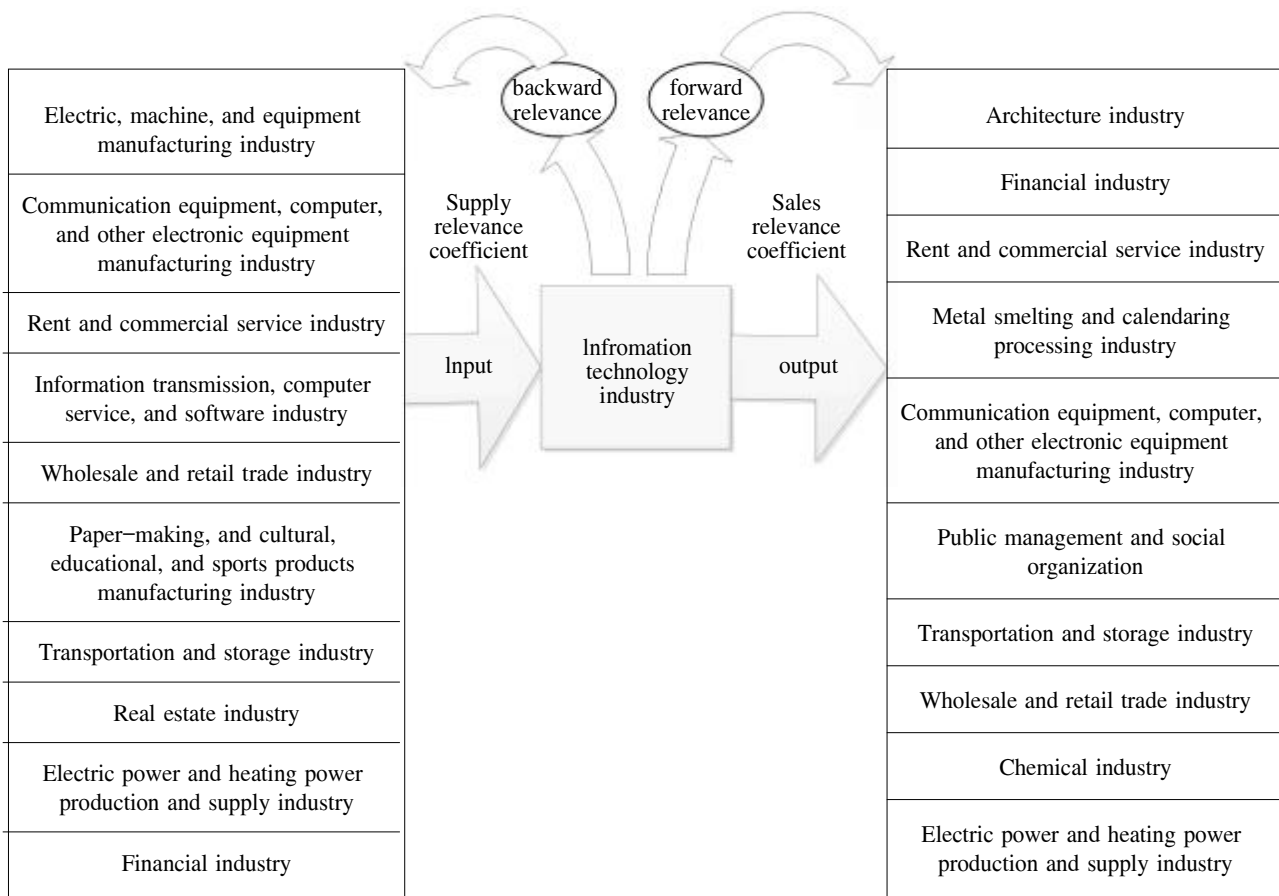 Electric, machine, and equipment
manufacturing industry
Communication equipment, computer,
and other electronic equipment
manufacturing industry
Rent and commercial service industry
Information transmission, computer
service, and software industry
Wholesale and retail trade industry
Paper-making, and cultural,
educational, and sports products
manufacturing industry
Transportation and storage industry
Real estate industry
Electric power and heating power
production and supply industry
Financial industry
backward
relevance
forward
relevance
Supply
relevance
coefficient
Sales
relevance
coefficient
lnput
lnfromation
technology
industry
output
Architecture industry
Financial industry
Rent and commercial service industry
Metal smelting and calendaring
processing industry
Communication equipment, computer,
and other electronic equipment
manufacturing industry
Public management and social
organization
Transportation and storage industry
Wholesale and retail trade industry
Chemical industry
Electric power and heating power
production and supply industry